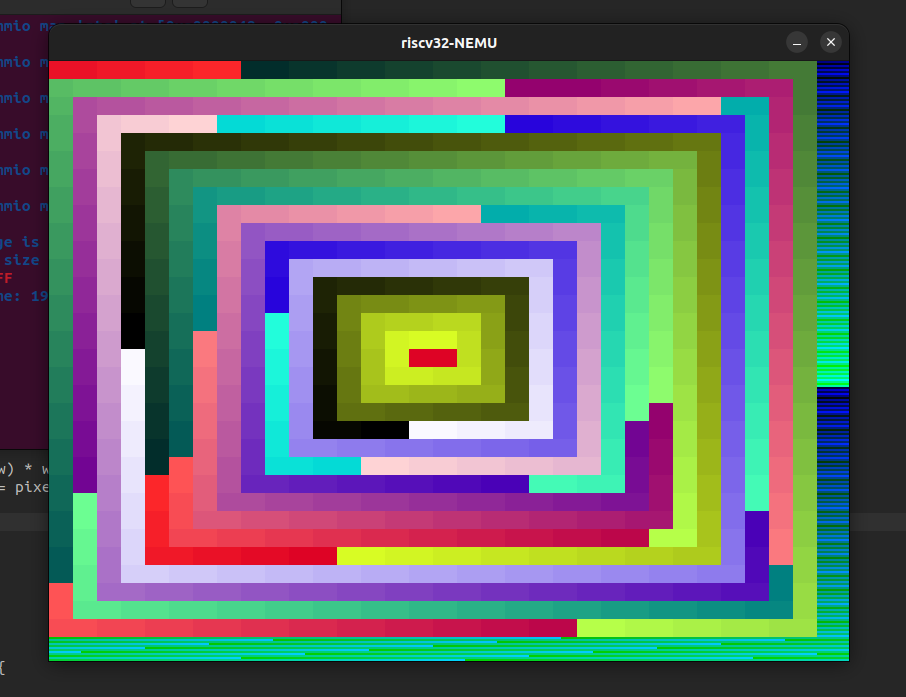 riscv32-NEMU
mmio m
mmio m
mmio m
mmio m
mmio m
mmio m
ge is
size
FF
me: 19
w) * w
= pixe
{